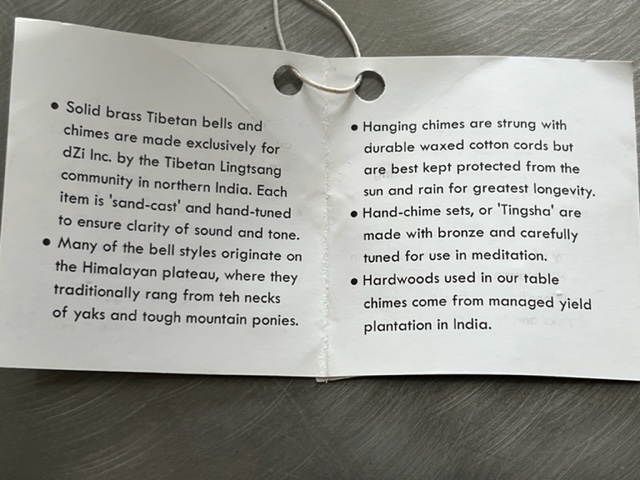 • Solid brass Tibetan bells and
chimes are made exclusively for
dZi Inc. by the Tibetan Lingtsang
community in northern India. Each
item is 'sand-cast' and hand-tuned
to ensure clarity of sound and tone.
• Many of the bell styles originate on
the Himalayan plateau, where they
traditionally rang from teh necks
of yaks and tough mountain ponies.
• Hanging chimes are strung with
durable waxed cotton cords but
are best kept protected from the
sun and rain for greatest longevity.
• Hand-chime sets, or 'Tingsha' are
made with bronze and carefully
tuned for use in meditation.
• Hardwoods used in our table
chimes come from managed yield
plantation in India.